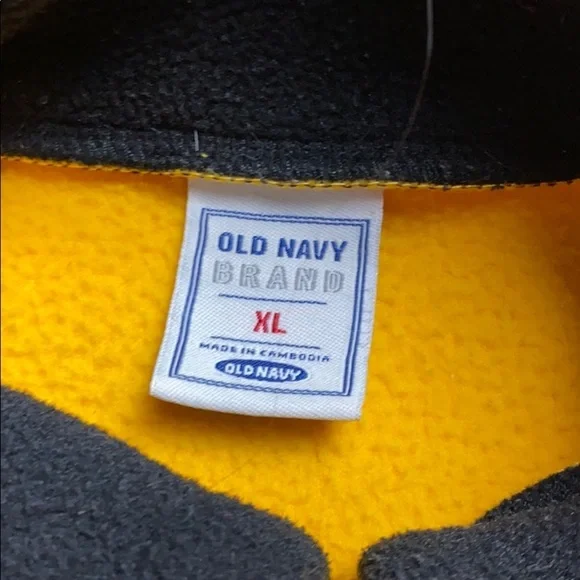 OLD NAVY
BRAND
XL
MADE IN CAMBODIA
OLD NAVY